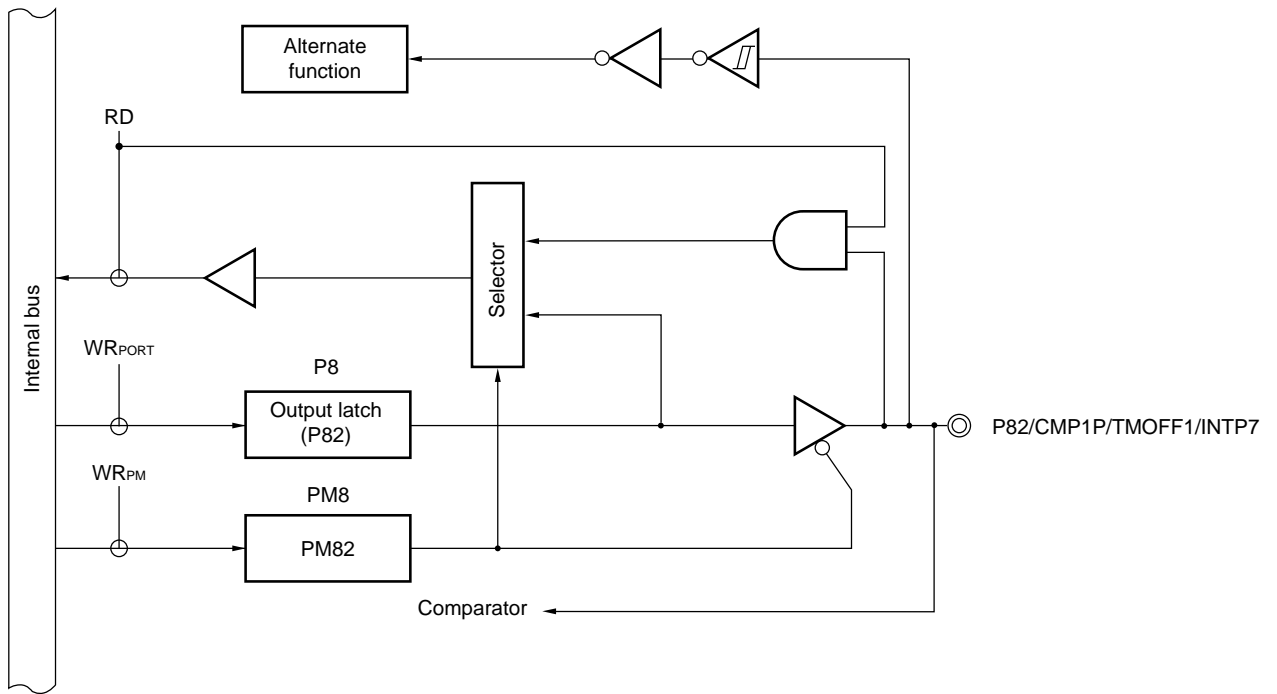 Alternate
function
RD
Selector
Internal bus
WRPORT
P8
Output latch
(P82)
P82/CMP1P/TMOFF1/INTP7
WRPM
PM8
PM82
Comparator